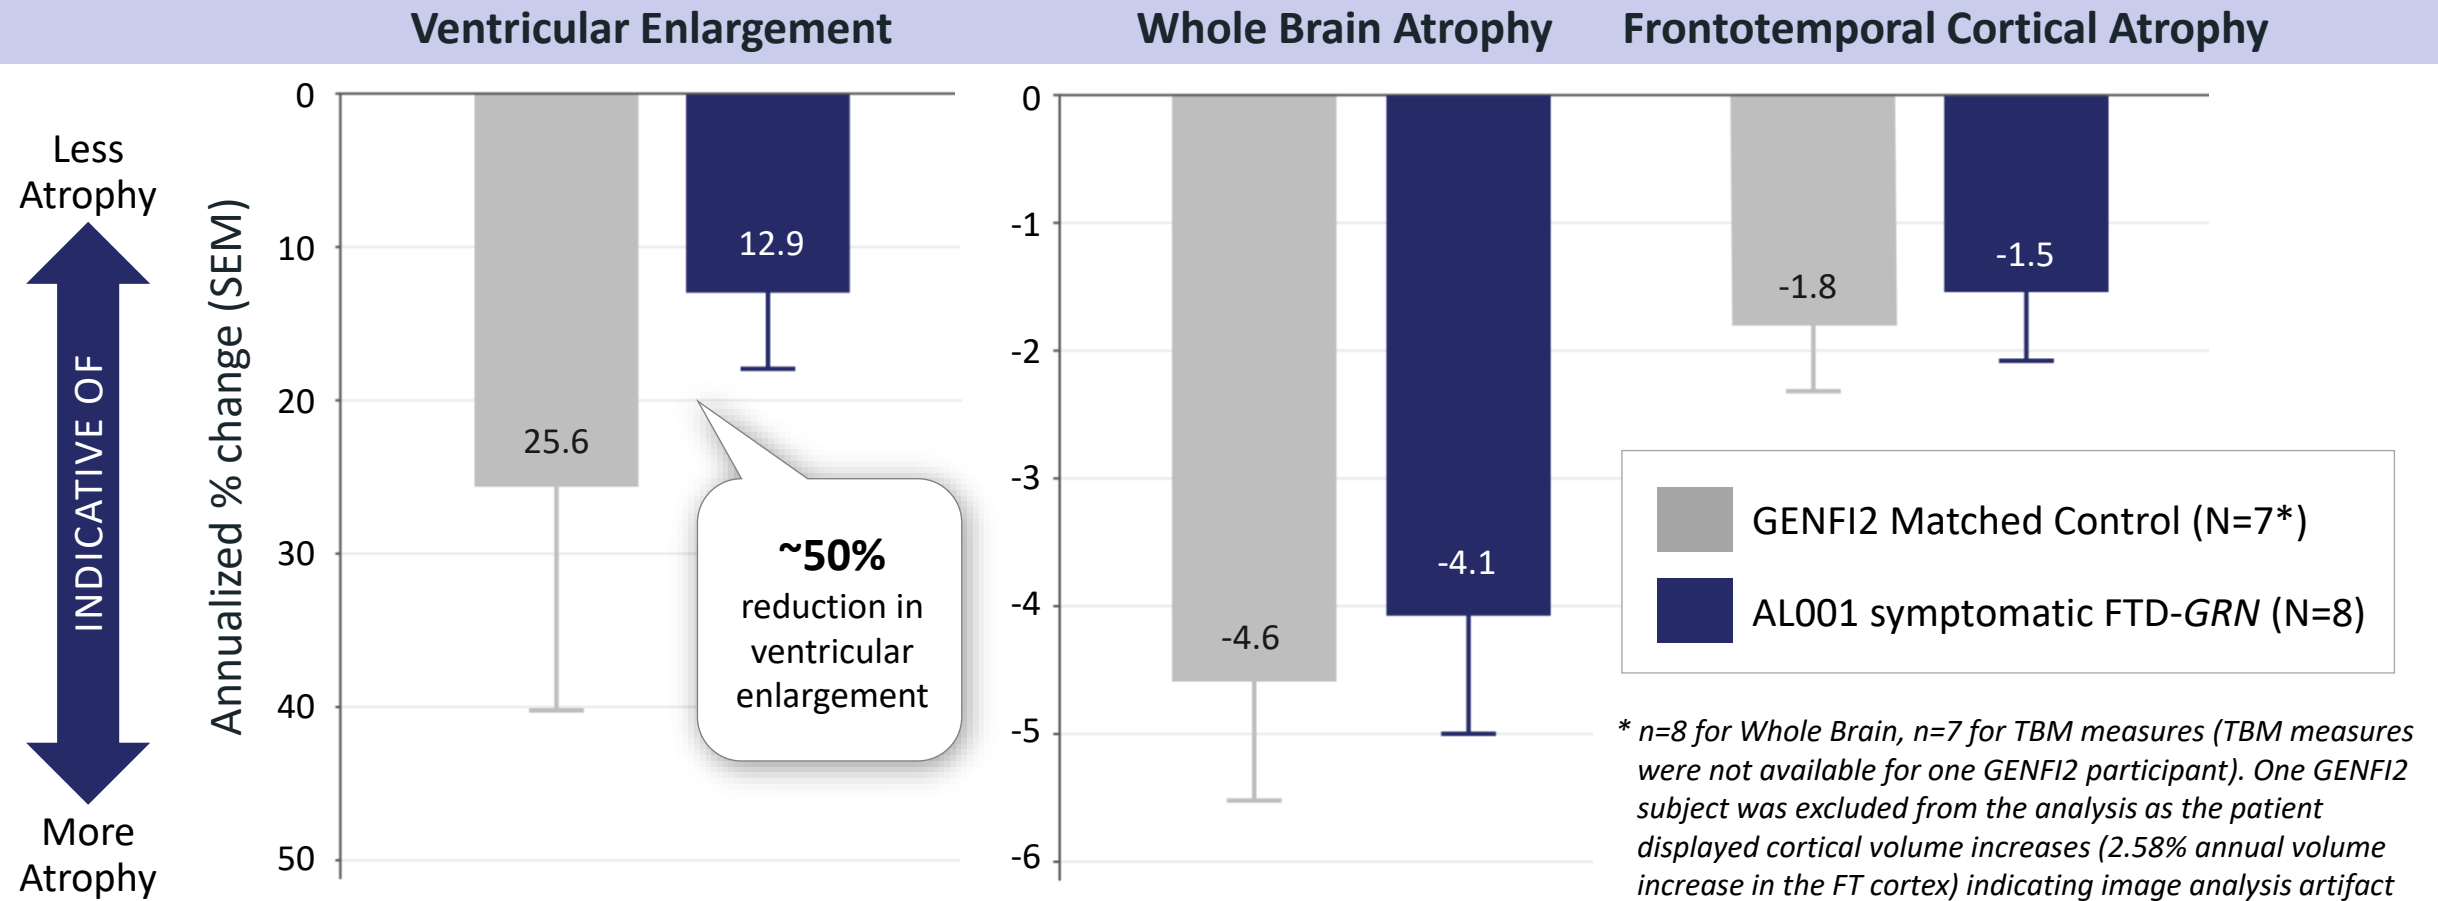 Ventricular Enlargement
Whole Brain Atrophy
Frontotemporal Cortical Atrophy
Less
Atrophy
INDICATIVE OF
More
Atrophy
Annualized % change (SEM)
0
10
20
30
40
50
25.6
12.9
~50%
reduction in
ventricular
enlargement
0
-1
-2
-3
-4
-5
-6
-4.6
-4.1
-1.8
-1.5
GENFI2 Matched Control (N=7*)
AL001 symptomatic FTD-GRN (N=8)
* n=8 for Whole Brain, n=7 for TBM measures (TBM measures
were not available for one GENFI2 participant). One GENFI2
subject was excluded from the analysis as the patient
displayed cortical volume increases (2.58% annual volume
increase in the FT cortex) indicating image analysis artifact